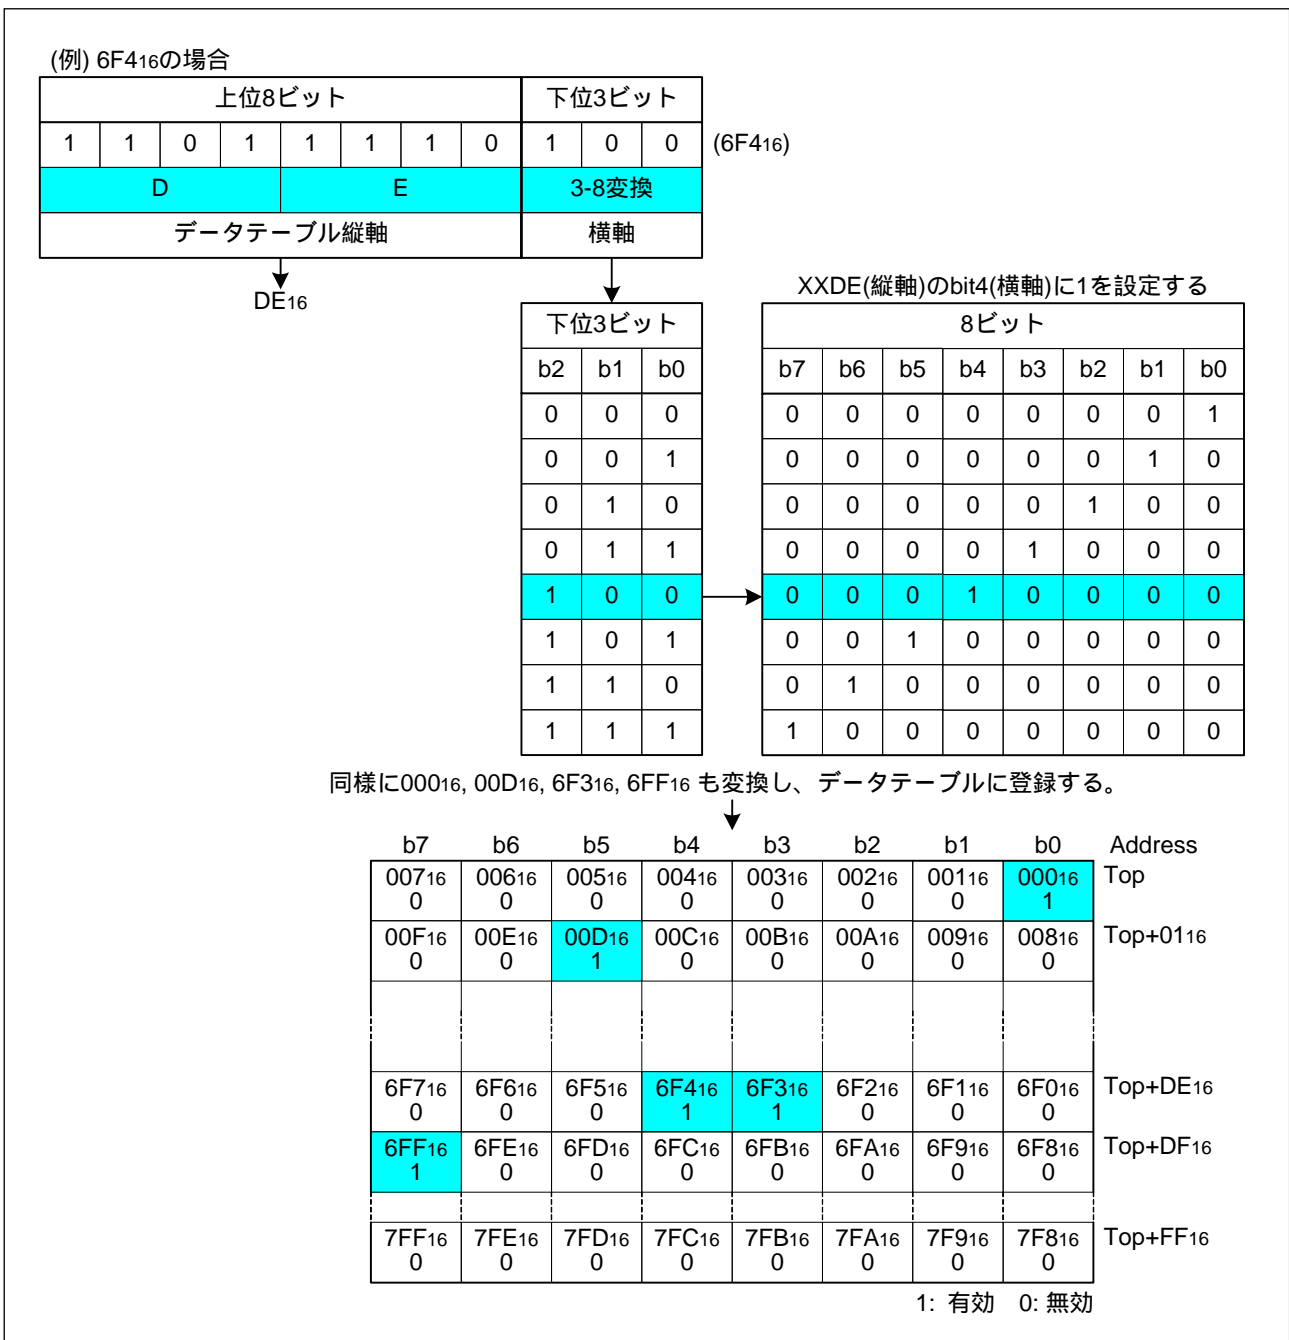 (例) 6F416の場合
上位8ビット 下位3ビット
1 1 0 1 1 1 1 0 1 0 0 (6F416)
D E 3-8変換
データテーブル縦軸 横軸
DE16
XXDE(縦軸)のbit4(横軸)に1を設定する
下位3ビット 8ビット
b2 b1 b0 b7 b6 b5 b4 b3 b2 b1 b0
0 0 0 0 0 0 0 0 0 0 1
0 0 1 0 0 0 0 0 0 1 0
0 1 0 0 0 0 0 0 1 0 0
0 1 1 0 0 0 0 1 0 0 0
1 0 0 0 0 0 1 0 0 0 0
1 0 1 0 0 1 0 0 0 0 0
1 1 0 0 1 0 0 0 0 0 0
1 1 1 1 0 0 0 0 0 0 0
同様に00016, 00D16, 6F316, 6FF16 も変換し、データテーブルに登録する。
b7 b6 b5 b4 b3 b2 b1 b0 Address
00716 00616 00516 00416 00316 00216 00116 00016 Top
0 0 0 0 0 0 0 1
00F16 00E16 00D16 00C16 00B16 00A16 00916 00816 Top+0116
0 0 1 0 0 0 0 0
6F716 6F616 6F516 6F416 6F316 6F216 6F116 6F016 Top+DE16
0 0 0 1 1 0 0 0
6FF16 6FE16 6FD16 6FC16 6FB16 6FA16 6F916 6F816 Top+DF16
1 0 0 0 0 0 0 0
7FF16 7FE16 7FD16 7FC16 7FB16 7FA16 7F916 7F816 Top+FF16
0 0 0 0 0 0 0 0
1: 有効 0: 無効